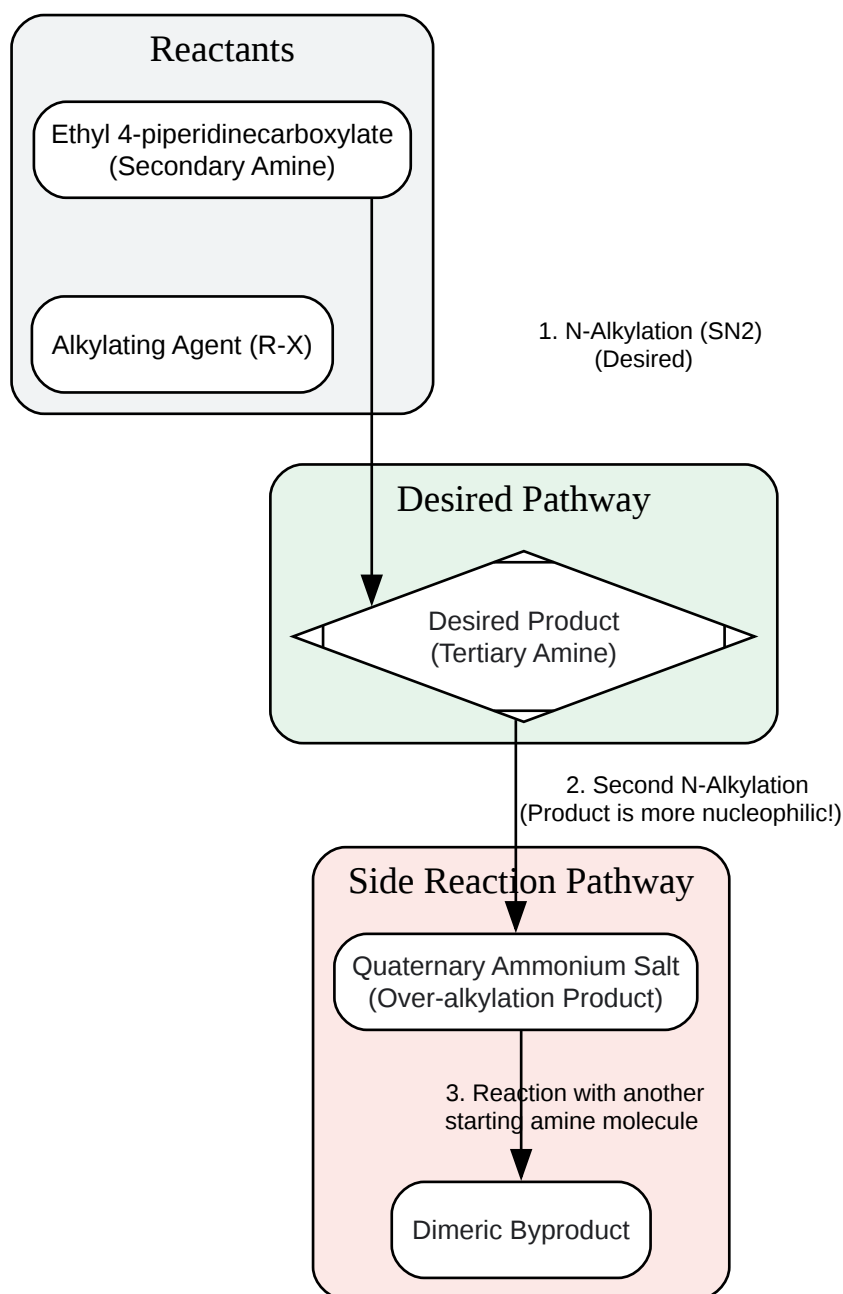 Reactants
Ethyl 4-piperidinecarboxylate
(Secondary Amine)
Alkylating Agent (R-X)
1. N-Alkylation (SN2)
(Desired)
Desired Pathway
Desired Product
(Tertiary Amine)
2. Second N-Alkylation
(Product is more nucleophilic!)
Side Reaction Pathway
Quaternary Ammonium Salt
(Over-alkylation Product)
3. Reaction with another
starting amine molecule
Dimeric Byproduct